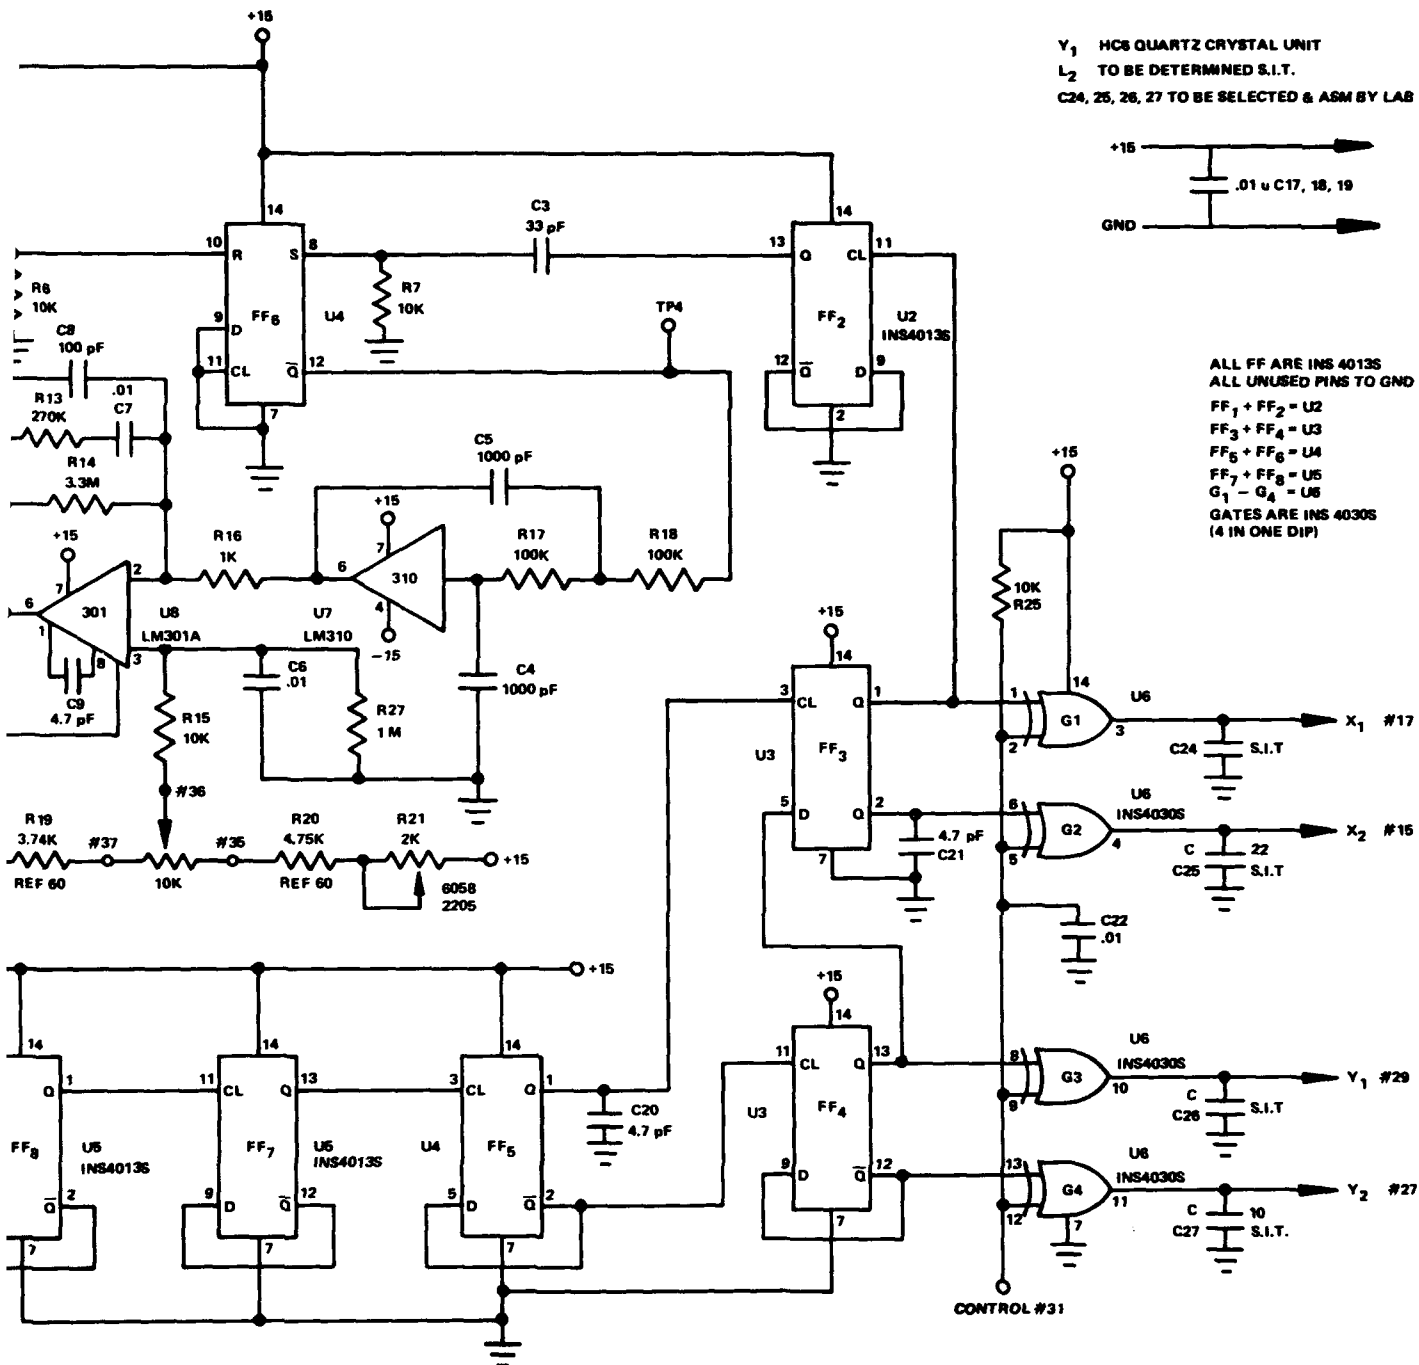 +15
Y1 HC6 QUARTZ CRYSTAL UNIT
L2 TO BE DETERMINED S.I.T.
C24, 25, 26, 27 TO BE SELECTED & ASM BY LAB
+15
.01 u C17, 18, 19
GND
14
10 R S 8
C3
33 pF
14
13 Q CL 11
R6
10K
R7
10K
9 D
FF6
U4
11 CL
Q̄ 12
7
TP4
FF2
U2
INS4013S
12 Q̄ D 9
2
C8
100 pF
R13
270K
.01
C7
R14
3.3M
ALL FF ARE INS 4013S
ALL UNUSED PINS TO GND
FF1 + FF2 = U2
FF3 + FF4 = U3
FF5 + FF6 = U4
FF7 + FF8 = U5
G1 - G4 = U6
GATES ARE INS 4030S
(4 IN ONE DIP)
C5
1000 pF
+15
+15
R16
1K
6
7
310
4
-15
R17
100K
R18
100K
+15
7
2
6
301
1
8
3
U8
LM301A
U7
LM310
C9
4.7 pF
C6
.01
C4
1000 pF
R15
10K
R27
1 M
#36
10K
R25
+15
14
3 CL Q 1
U3
FF3
5 D Q 2
7
4.7 pF
C21
14
1
2
G1
3
U6
C24
S.I.T
X1 #17
6
5
G2
4
U6
INS4030S
C
C25
22
S.I.T
X2 #15
R19
3.74K
REF 60
#37
10K
#35
R20
4.75K
REF 60
R21
2K
+15
6058
2205
C22
.01
+15
+15
14
Q 1
FF8
U5
INS4013S
Q̄ 2
7
14
11 CL Q 13
FF7
U5
INS4013S
9 D Q̄ 12
7
14
3 CL Q 1
U4
FF5
5 D Q̄ 2
7
C20
4.7 pF
14
11 CL Q 13
U3
FF4
9 D Q̄ 12
7
8
9
G3
10
U6
INS4030S
C
C26
S.I.T
Y1 #29
13
12
G4
11
7
U6
INS4030S
C
C27
10
S.I.T.
Y2 #27
CONTROL #31